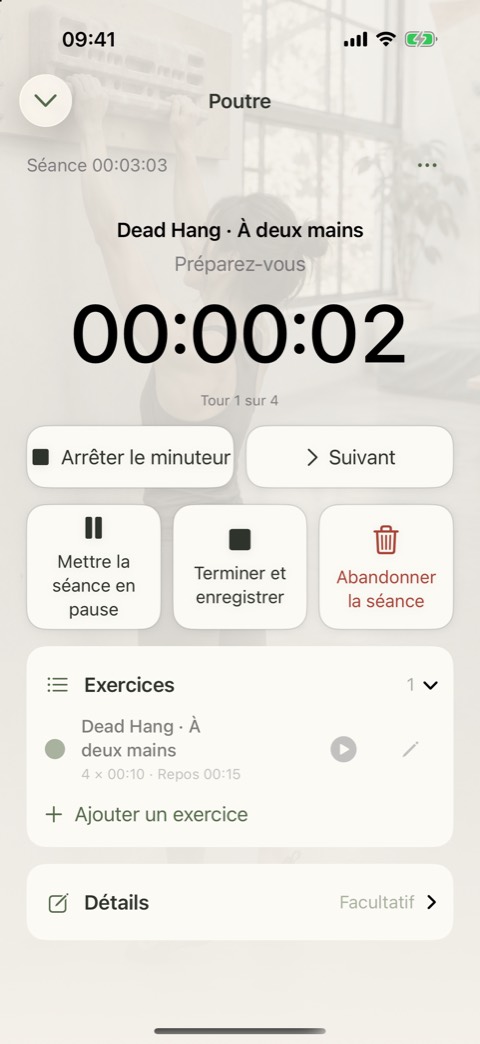 09:41
Poutre
Séance 00:03:03
Dead Hang · À deux mains
Préparez-vous
00:00:02
Tour 1 sur 4
Arrêter le minuteur
Suivant
Mettre la
séance en
pause
Terminer et
enregistrer
Abandonner
la séance
Exercices
1
Dead Hang · À
deux mains
4 × 00:10 · Repos 00:15
Ajouter un exercice
Détails
Facultatif